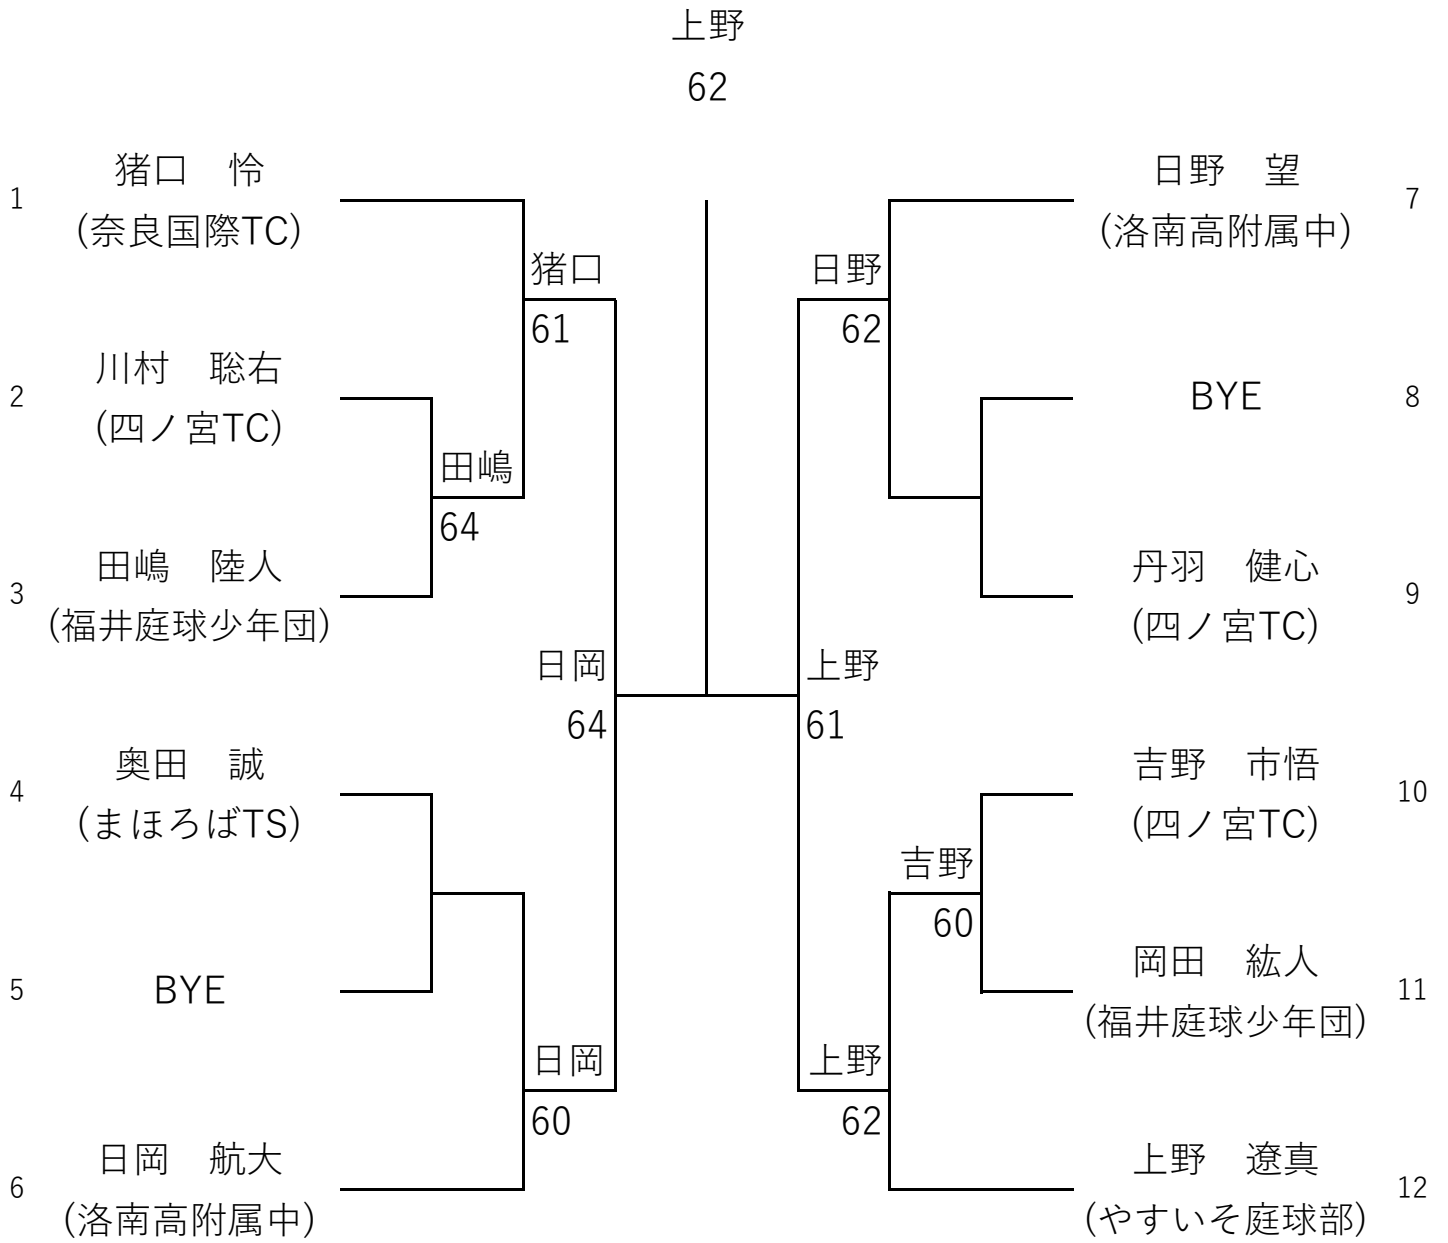 上野
62
1
猪口　怜
(奈良国際TC)
2
川村　聡右
(四ノ宮TC)
3
田嶋　陸人
(福井庭球少年団)
4
奥田　誠
(まほろばTS)
5
BYE
6
日岡　航大
(洛南高附属中)
猪口
61
田嶋
64
日岡
64
日岡
60
日野
62
上野
61
吉野
60
上野
62
日野　望
(洛南高附属中)
7
BYE
8
丹羽　健心
(四ノ宮TC)
9
吉野　市悟
(四ノ宮TC)
10
岡田　紘人
(福井庭球少年団)
11
上野　遼真
(やすいそ庭球部)
12